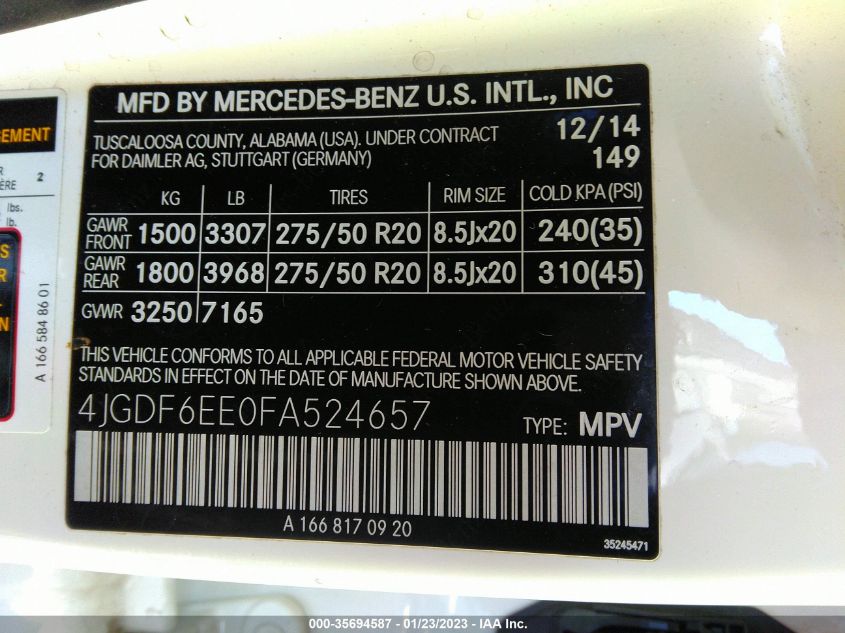 EMENT
2
ÈRE
lbs.
lb.
S
R
L-
N
A 166 584 86 01
MFD BY MERCEDES-BENZ U.S. INTL., INC
TUSCALOOSA COUNTY, ALABAMA (USA). UNDER CONTRACT
FOR DAIMLER AG, STUTTGART (GERMANY)
12/14
149
KG LB TIRES RIM SIZE COLD KPA (PSI)
GAWR FRONT 1500 3307 275/50 R20 8.5Jx20 240(35)
GAWR REAR 1800 3968 275/50 R20 8.5Jx20 310(45)
GVWR 3250 7165
THIS VEHICLE CONFORMS TO ALL APPLICABLE FEDERAL MOTOR VEHICLE SAFETY
STANDARDS IN EFFECT ON THE DATE OF MANUFACTURE SHOWN ABOVE.
4JGDF6EE0FA524657 TYPE: MPV
A 166 817 09 20
35245471
000-35694587 - 01/23/2023 - IAA Inc.